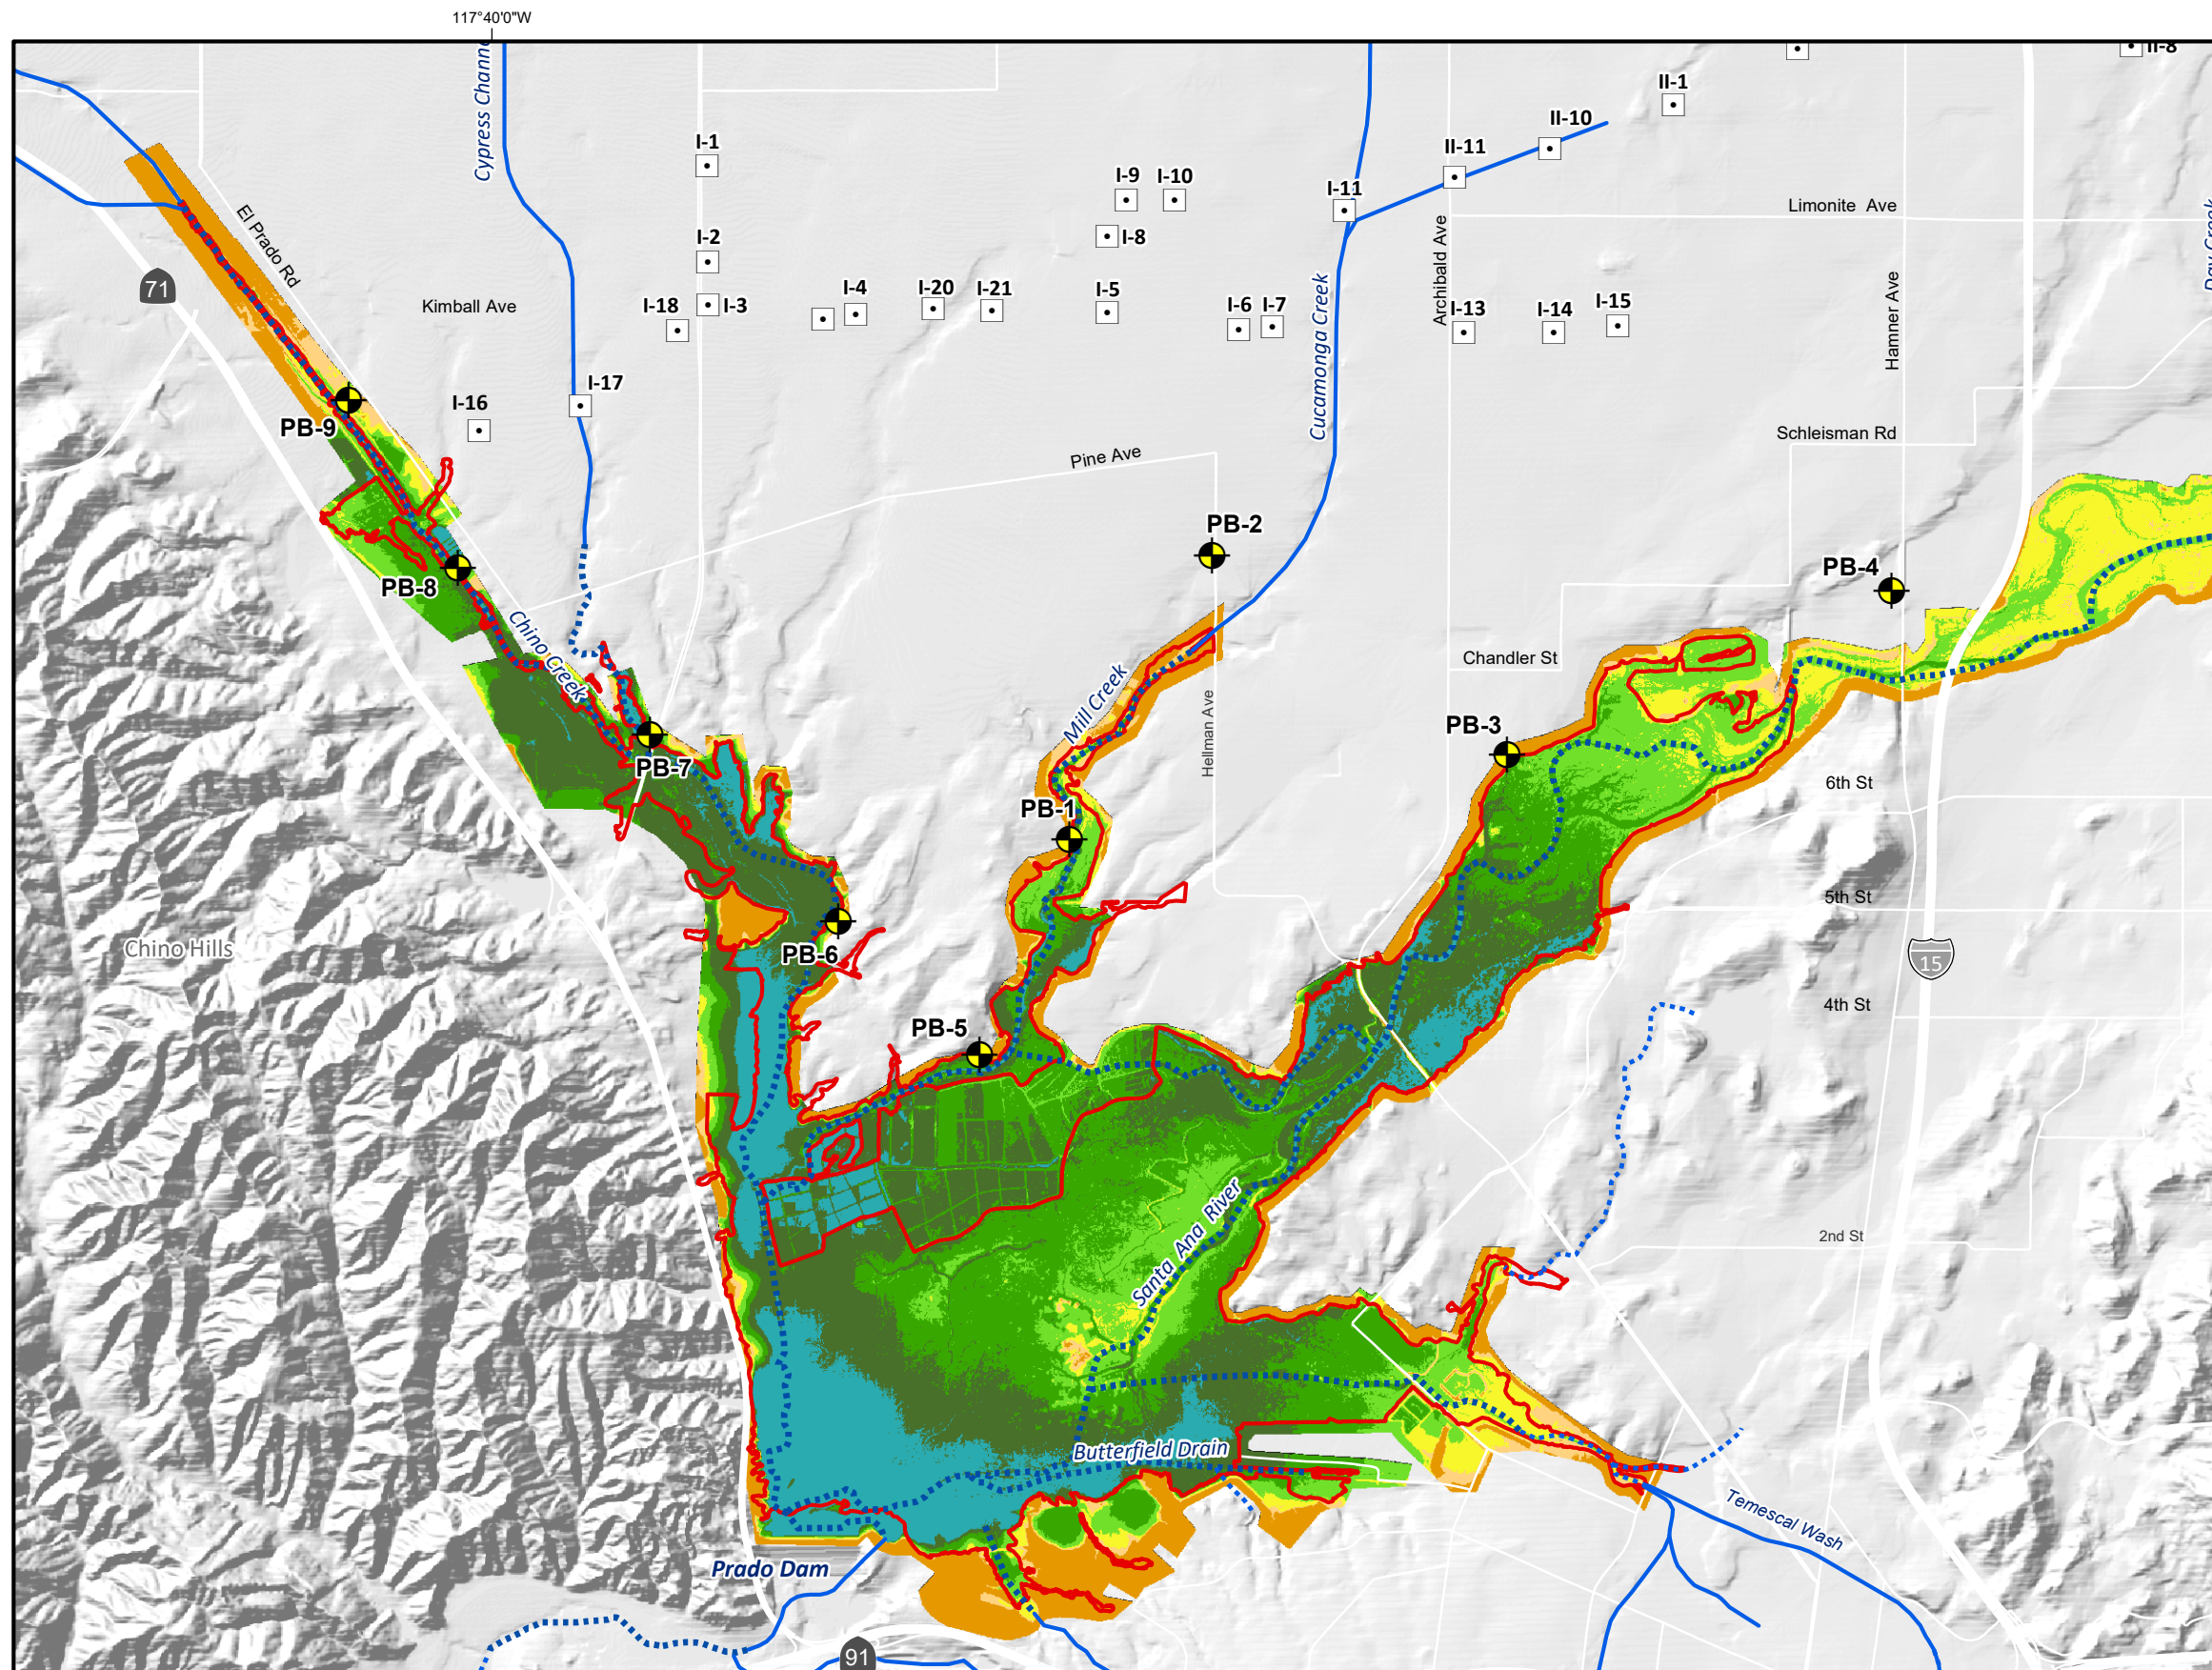 117°40'0"W
II-8
Cypress
II-1
II-10
I-1
II-11
I-9
I-10
I-11
Limonite Ave
El Prado Rd
I-2
I-8
Archibald Ave
71
Kimball Ave
I-18
I-3
I-4
I-20
I-21
I-5
I-6
I-7
Cucamonga Creek
I-13
I-14
I-15
Hamner Ave
I-17
I-16
PB-9
Schleisman Rd
Pine Ave
PB-2
PB-4
PB-8
Chino Creek
Chandler St
Mill Creek
Hellman Ave
PB-3
PB-7
6th St
PB-1
5th St
Chino Hills
PB-6
15
4th St
PB-5
Santa Ana River
2nd St
Butterfield Drain
Temescal Wash
Prado Dam
91